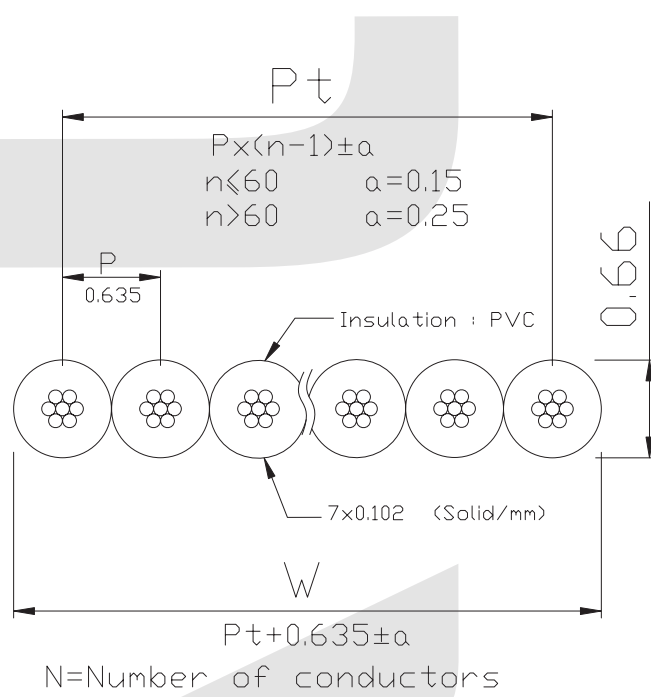 Pt
Px(n-1)±a
n≤60 a=0.15
n>60 a=0.25
P
0.635
0.66
Insulation : PVC
7x0.102 (Solid/mm)
W
Pt+0.635±a
N=Number of conductors